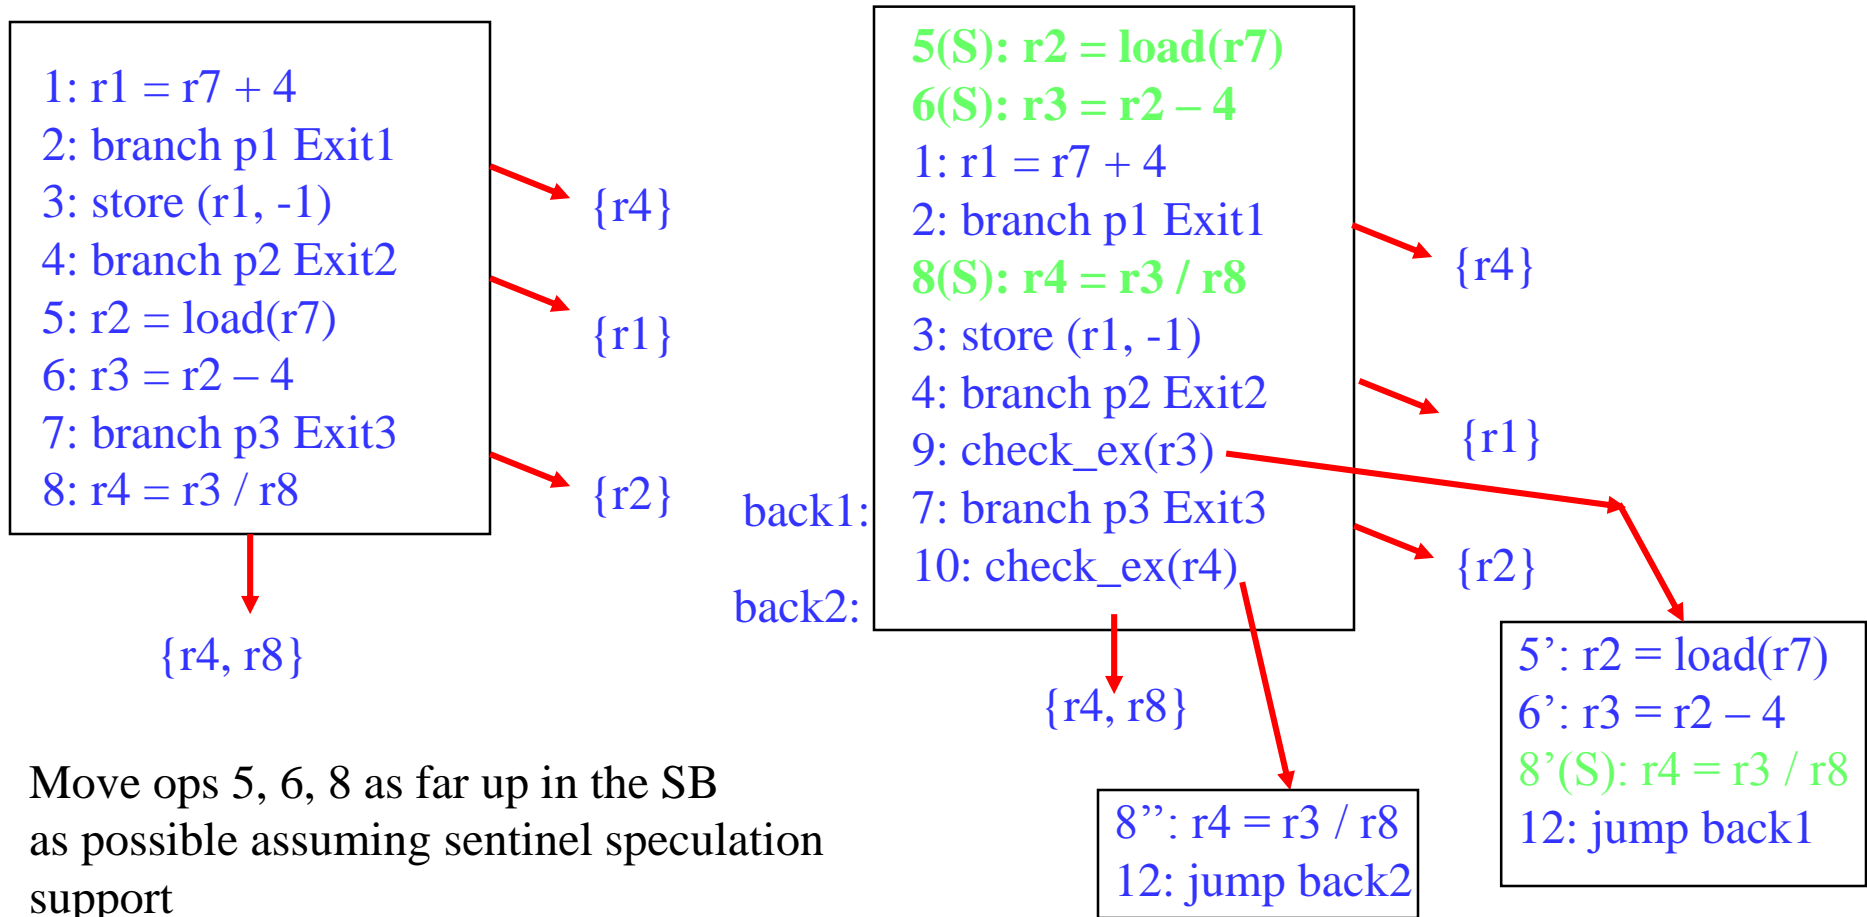 1: r1 = r7 + 4
2: branch p1 Exit1
3: store (r1, -1)
4: branch p2 Exit2
5: r2 = load(r7)
6: r3 = r2 – 4
7: branch p3 Exit3
8: r4 = r3 / r8
{r4}
{r1}
{r2}
{r4, r8}
Move ops 5, 6, 8 as far up in the SB
as possible assuming sentinel speculation
support
5(S): r2 = load(r7)
6(S): r3 = r2 – 4
1: r1 = r7 + 4
2: branch p1 Exit1
8(S): r4 = r3 / r8
3: store (r1, -1)
4: branch p2 Exit2
9: check_ex(r3)
back1: 7: branch p3 Exit3
10: check_ex(r4)
back2:
{r4}
{r1}
{r2}
{r4, r8}
8’’: r4 = r3 / r8
12: jump back2
5’: r2 = load(r7)
6’: r3 = r2 – 4
8’(S): r4 = r3 / r8
12: jump back1